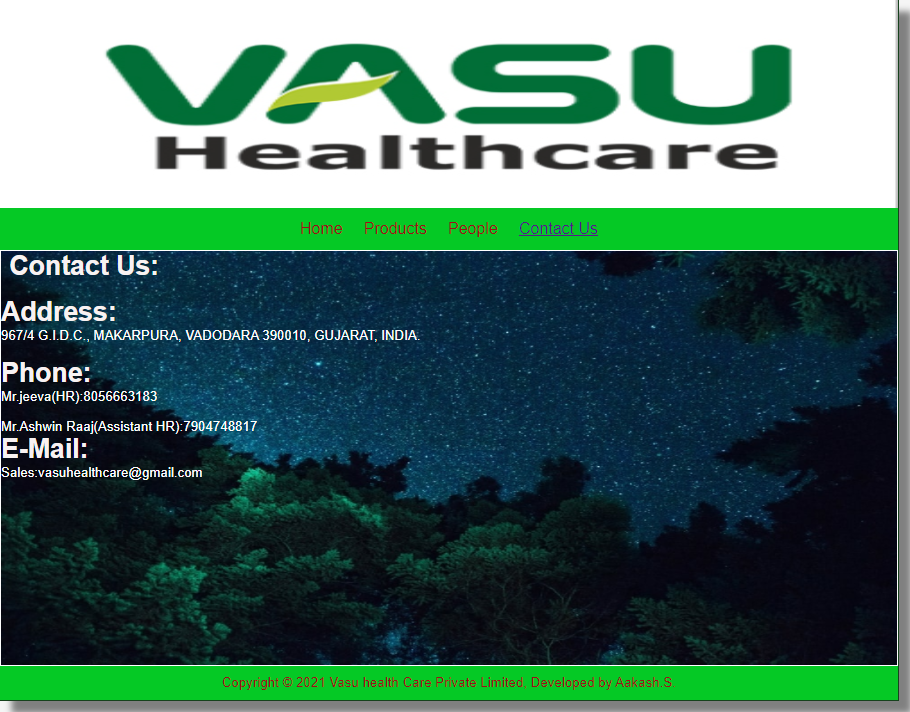 VASU
Healthcare
Home Products People Contact Us
Contact Us:
Address:
967/4 G.I.D.C., MAKARPURA, VADODARA 390010, GUJARAT, INDIA.
Phone:
Mr.jeeva(HR):8056663183
Mr.Ashwin Raaj(Assistant HR):7904748817
E-Mail:
Sales:vasuhealthcare@gmail.com
Copyright © 2021 Vasu health Care Private Limited, Developed by Aakash.S.